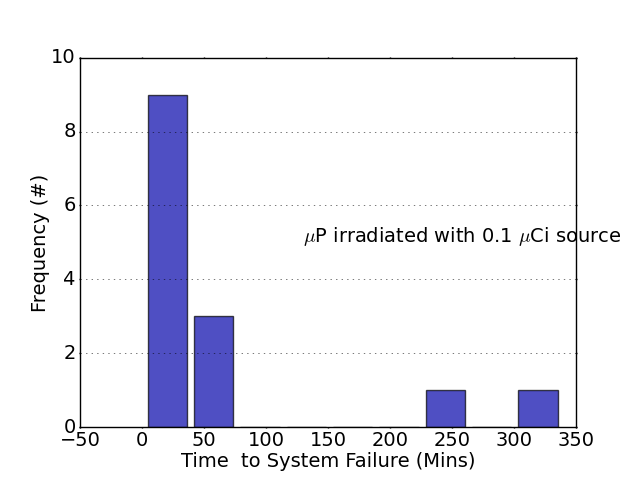 10
8
6
4
2
0
Frequency (#)
μP irradiated with 0.1 μCi source
−50 0 50 100 150 200 250 300 350
Time  to System Failure (Mins)